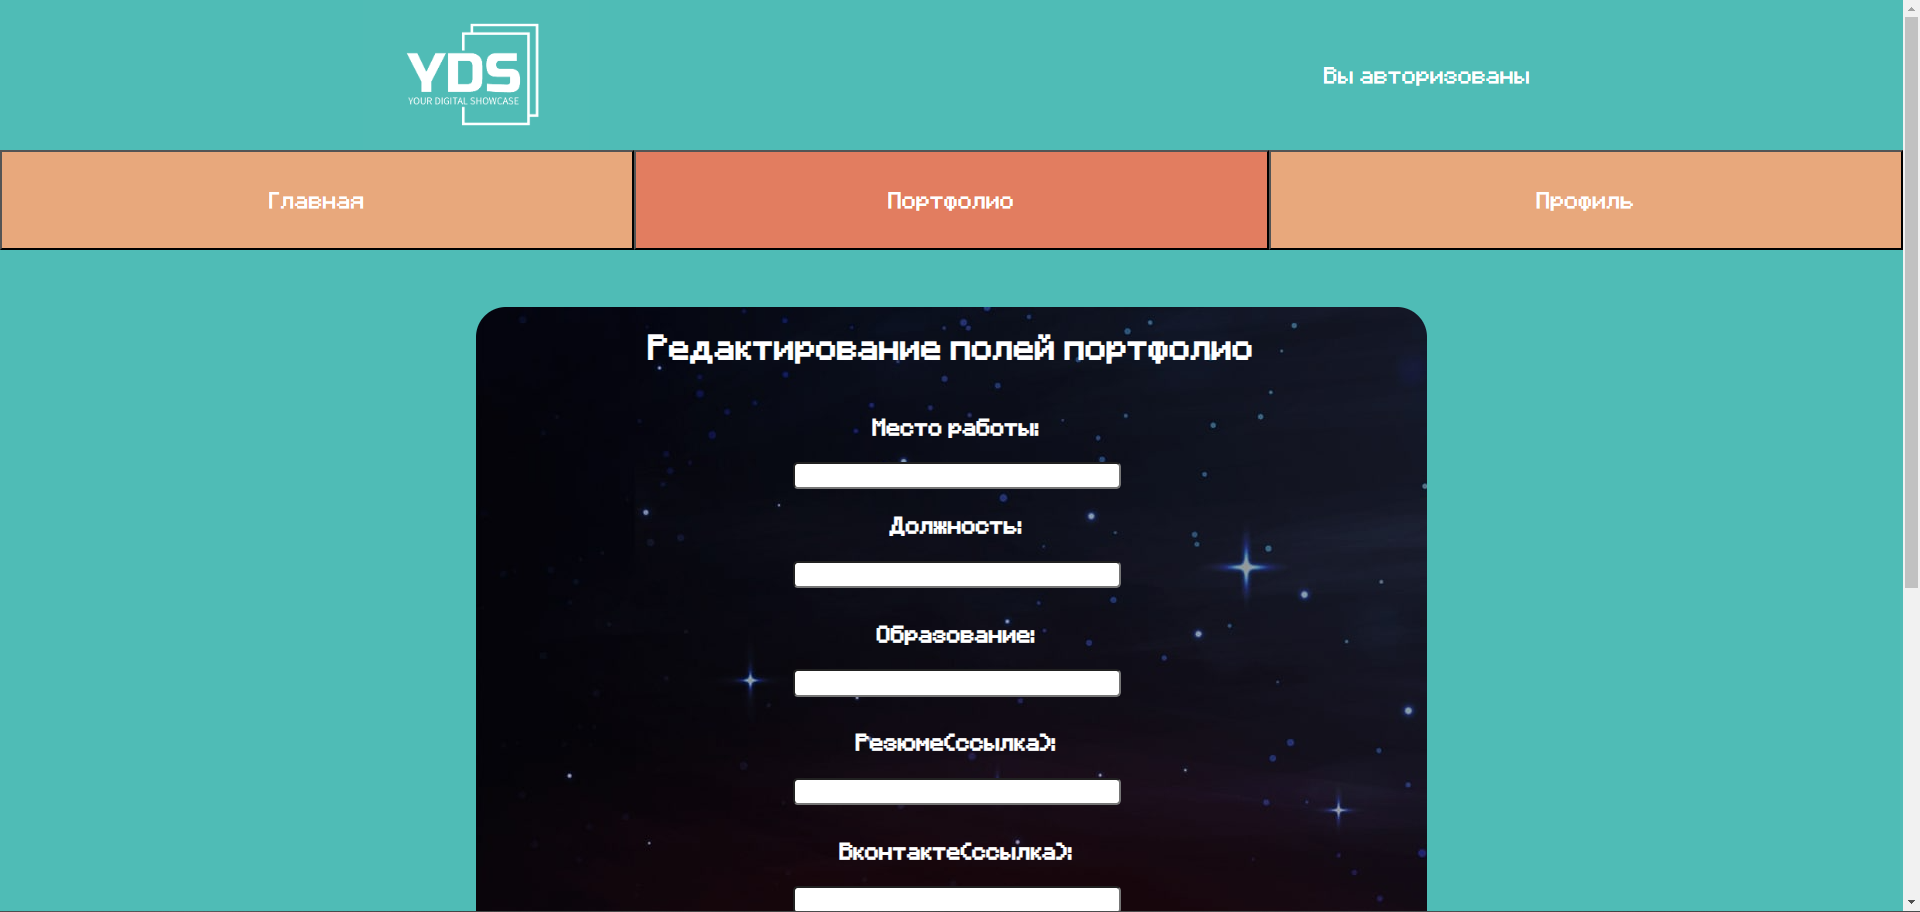 YDS
YOUR DIGITAL SHOWCASE
Вы авторизованы
Главная
Портфолио
Профиль
Редактирование полей портфолио
Место работы:
Должность:
Образование:
Резюме(ссылка):
Вконтакте(ссылка):